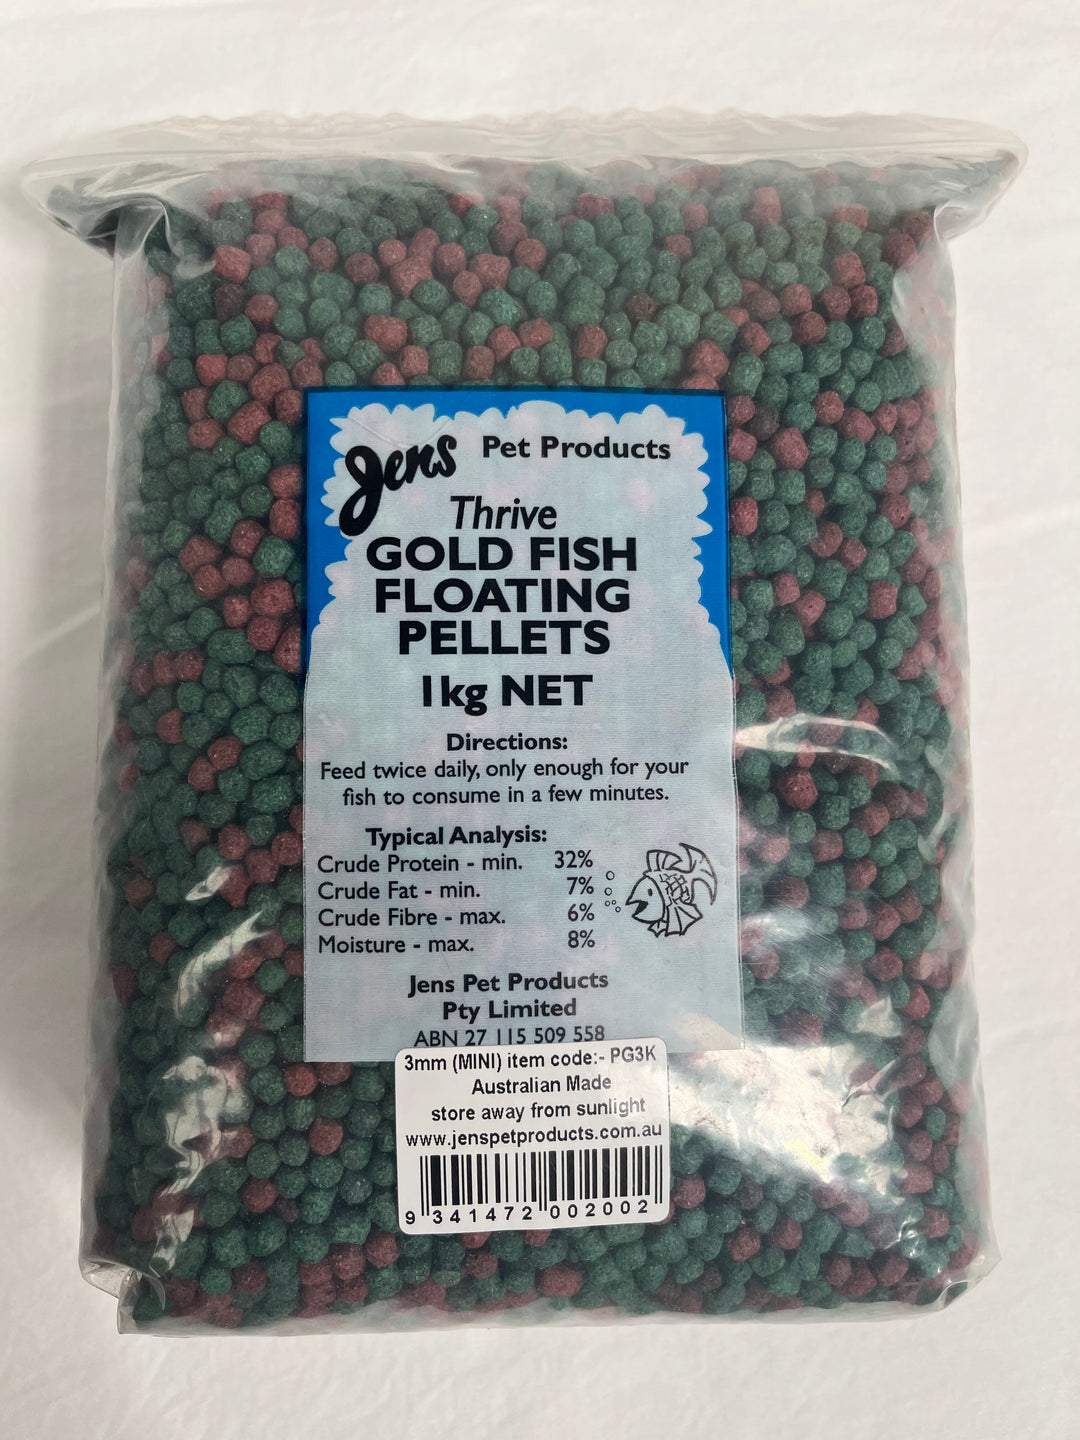 Jens Pet Products
Thrive
GOLD FISH
FLOATING
PELLETS
1kg NET
Directions:
Feed twice daily, only enough for your
fish to consume in a few minutes.
Typical Analysis:
Crude Protein - min. 32%
Crude Fat - min. 7%
Crude Fibre - max. 6%
Moisture - max. 8%
Jens Pet Products
Pty Limited
ABN 27 115 509 558
3mm (MINI) item code:- PG3K
Australian Made
store away from sunlight
www.jenspetproducts.com.au
9 341472 002002